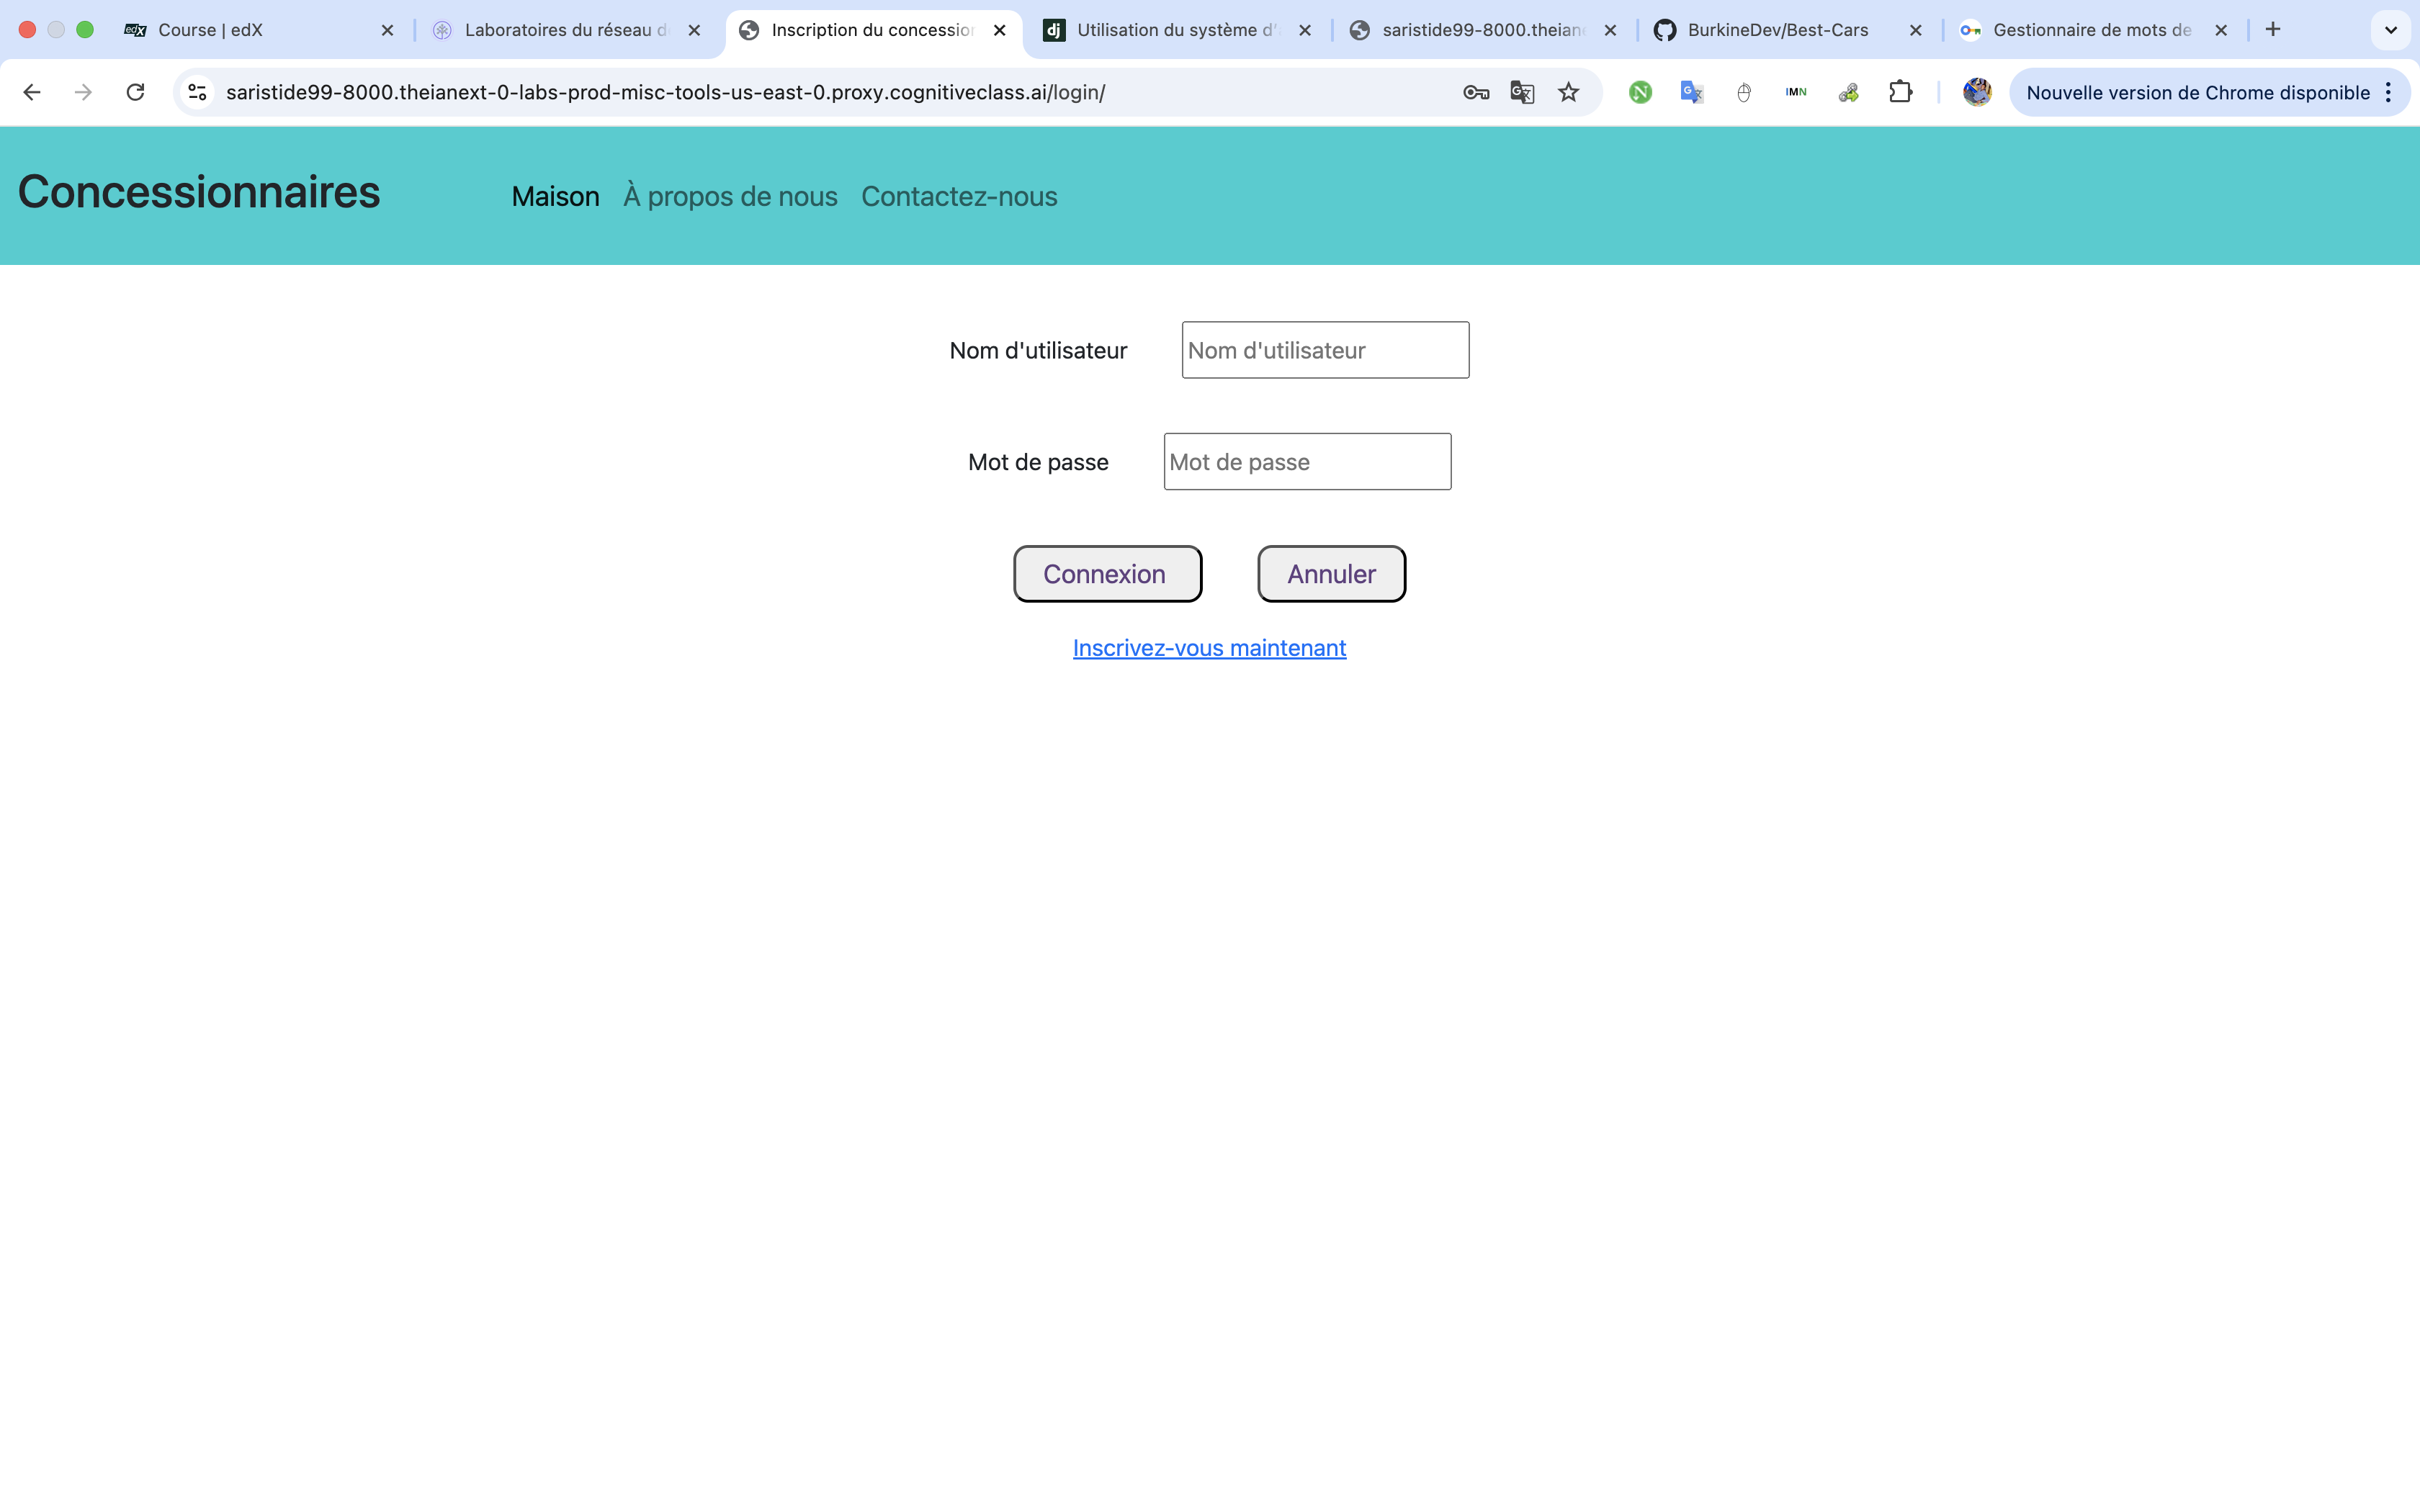 Course | edX
Laboratoires du réseau d
Inscription du concession
Utilisation du système d'
saristide99-8000.theiane
BurkineDev/Best-Cars
Gestionnaire de mots de
saristide99-8000.theianext-0-labs-prod-misc-tools-us-east-0.proxy.cognitiveclass.ai/login/
IMN
Nouvelle version de Chrome disponible
Concessionnaires
Maison À propos de nous Contactez-nous
Nom d'utilisateur Nom d'utilisateur
Mot de passe Mot de passe
Connexion Annuler
Inscrivez-vous maintenant